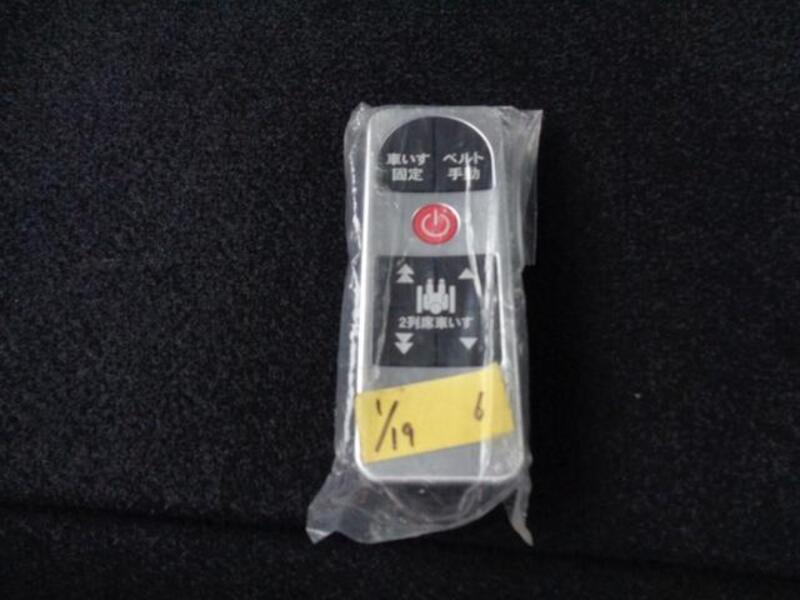 車いす ベルト
固定 手動
2列席車いす
1/19 6